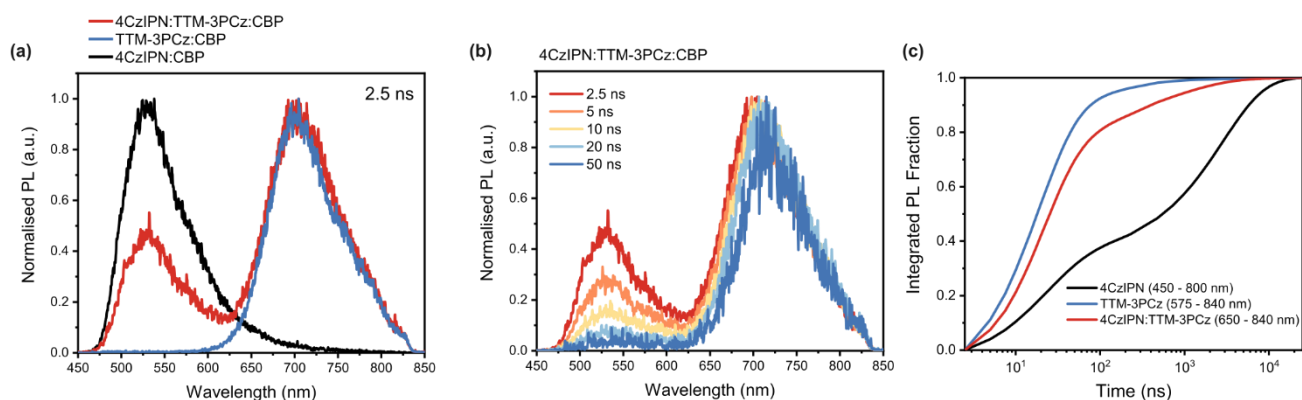 4CzIPN:TTM-3PCz:CBP
TTM-3PCz:CBP
4CzIPN:CBP
(a)
2.5 ns
Normalised PL (a.u.)
1.0
0.8
0.6
0.4
0.2
0.0
450 500 550 600 650 700 750 800 850
Wavelength (nm)
(b)
4CzIPN:TTM-3PCz:CBP
2.5 ns
5 ns
10 ns
20 ns
50 ns
Normalised PL (a.u.)
1.0
0.8
0.6
0.4
0.2
0.0
450 500 550 600 650 700 750 800 850
Wavelength (nm)
(c)
Integrated PL Fraction
1.0
0.8
0.6
0.4
0.2
0.0
4CzIPN (450 - 800 nm)
TTM-3PCz (575 - 840 nm)
4CzIPN:TTM-3PCz (650 - 840 nm)
10¹ 10² 10³ 10⁴
Time (ns)